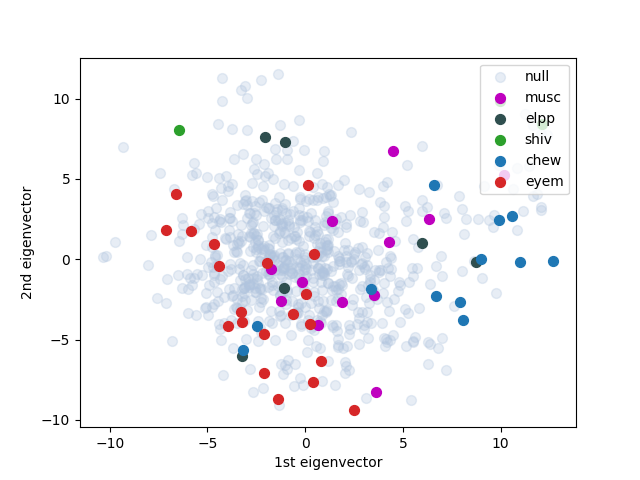 null
musc
elpp
shiv
chew
eyem
10
5
0
−5
−10
2nd eigenvector
−10
−5
0
5
10
1st eigenvector